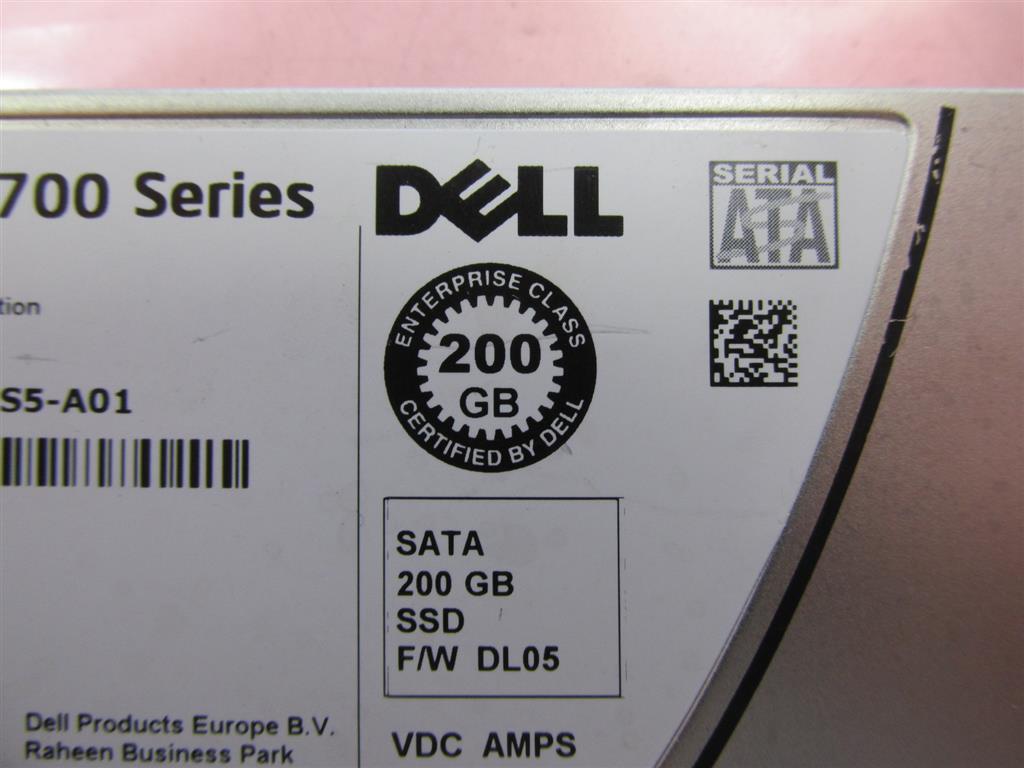 700 Series
DELL
SERIAL
ATA
tion
ENTERPRISE CLASS
200
GB
CERTIFIED BY DELL
S5-A01
SATA
200 GB
SSD
F/W DL05
Dell Products Europe B.V.
Raheen Business Park
VDC AMPS